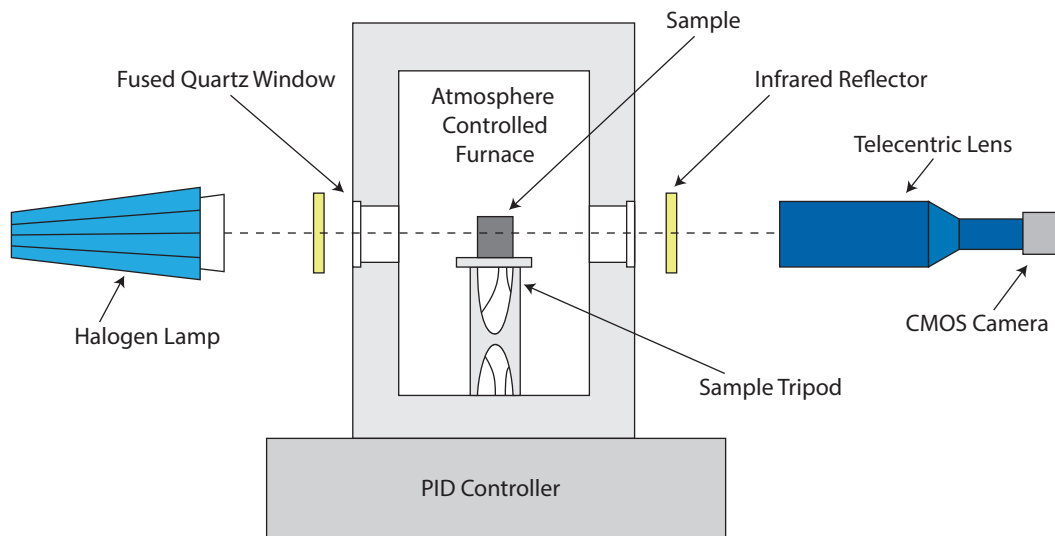 Sample
Fused Quartz Window
Infrared Reflector
Atmosphere
Controlled
Furnace
Telecentric Lens
Halogen Lamp
CMOS Camera
Sample Tripod
PID Controller